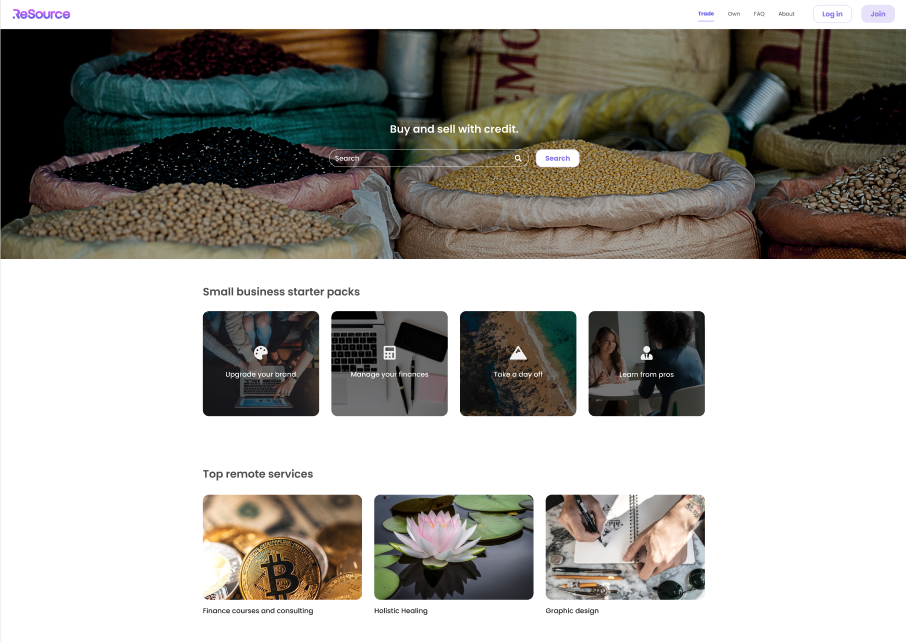 ReSource
Trade Own FAQ About Log in Join
Buy and sell with credit.
Search Search
Small business starter packs
Upgrade your brand
Manage your finances
Take a day off
Learn from pros
Top remote services
Finance courses and consulting
Holistic Healing
Graphic design